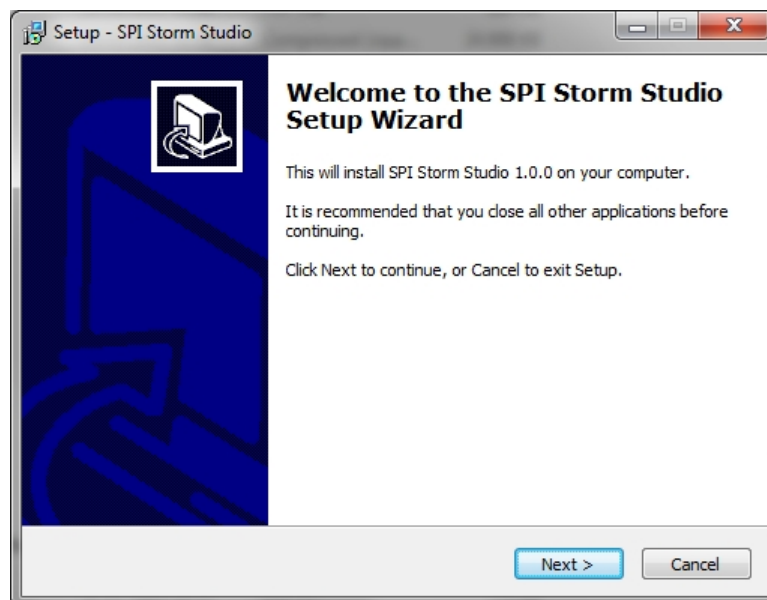 Setup - SPI Storm Studio
Welcome to the SPI Storm Studio
Setup Wizard
This will install SPI Storm Studio 1.0.0 on your computer.
It is recommended that you close all other applications before
continuing.
Click Next to continue, or Cancel to exit Setup.
Next >
Cancel